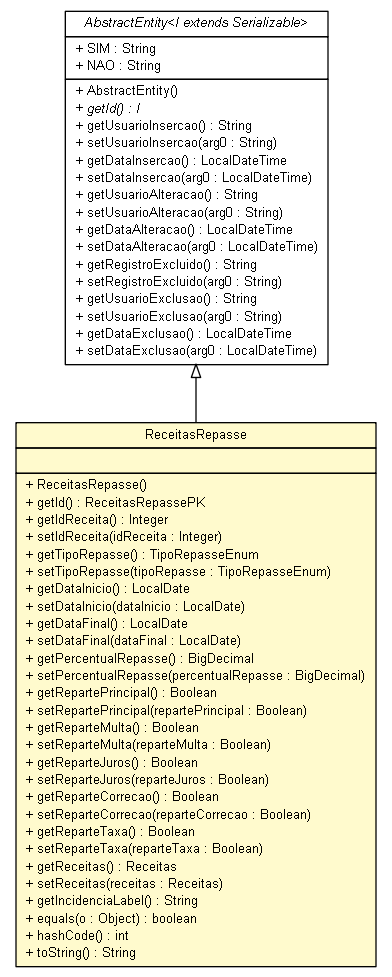 AbstractEntity<I extends Serializable>
+ SIM : String
+ NAO : String
+ AbstractEntity()
+ getId() : I
+ getUsuarioInsercao() : String
+ setUsuarioInsercao(arg0 : String)
+ getDataInsercao() : LocalDateTime
+ setDataInsercao(arg0 : LocalDateTime)
+ getUsuarioAlteracao() : String
+ setUsuarioAlteracao(arg0 : String)
+ getDataAlteracao() : LocalDateTime
+ setDataAlteracao(arg0 : LocalDateTime)
+ getRegistroExcluido() : String
+ setRegistroExcluido(arg0 : String)
+ getUsuarioExclusao() : String
+ setUsuarioExclusao(arg0 : String)
+ getDataExclusao() : LocalDateTime
+ setDataExclusao(arg0 : LocalDateTime)
ReceitasRepasse
+ ReceitasRepasse()
+ getId() : ReceitasRepassePK
+ getIdReceita() : Integer
+ setIdReceita(idReceita : Integer)
+ getTipoRepasse() : TipoRepasseEnum
+ setTipoRepasse(tipoRepasse : TipoRepasseEnum)
+ getDataInicio() : LocalDate
+ setDataInicio(dataInicio : LocalDate)
+ getDataFinal() : LocalDate
+ setDataFinal(dataFinal : LocalDate)
+ getPercentualRepasse() : BigDecimal
+ setPercentualRepasse(percentualRepasse : BigDecimal)
+ getRepartePrincipal() : Boolean
+ setRepartePrincipal(repartePrincipal : Boolean)
+ getReparteMulta() : Boolean
+ setReparteMulta(reparteMulta : Boolean)
+ getReparteJuros() : Boolean
+ setReparteJuros(reparteJuros : Boolean)
+ getReparteCorrecao() : Boolean
+ setReparteCorrecao(reparteCorrecao : Boolean)
+ getReparteTaxa() : Boolean
+ setReparteTaxa(reparteTaxa : Boolean)
+ getReceitas() : Receitas
+ setReceitas(receitas : Receitas)
+ getIncidenciaLabel() : String
+ equals(o : Object) : boolean
+ hashCode() : int
+ toString() : String